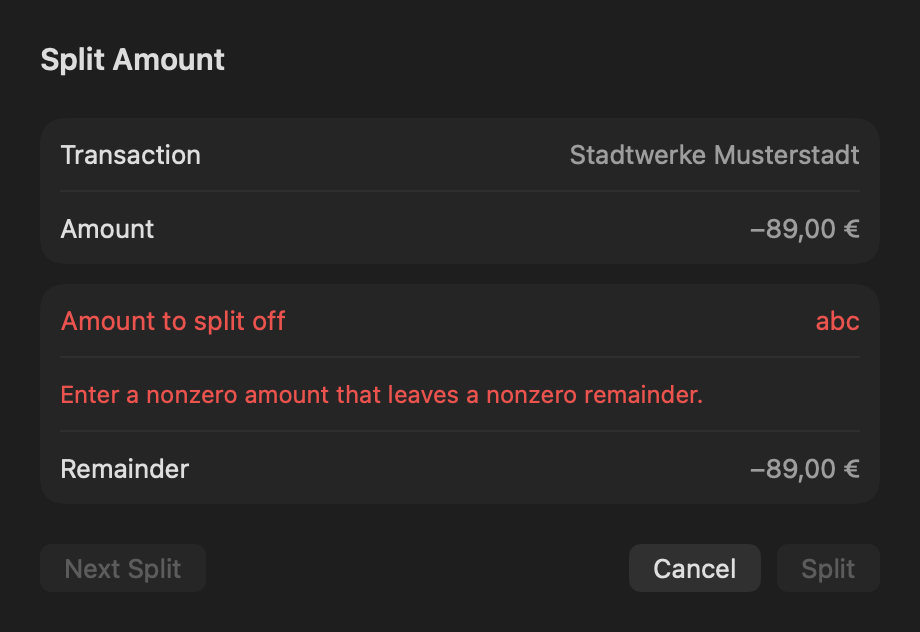 Split Amount
Transaction Stadtwerke Musterstadt
Amount –89,00 €
Amount to split off abc
Enter a nonzero amount that leaves a nonzero remainder.
Remainder –89,00 €
Next Split Cancel Split